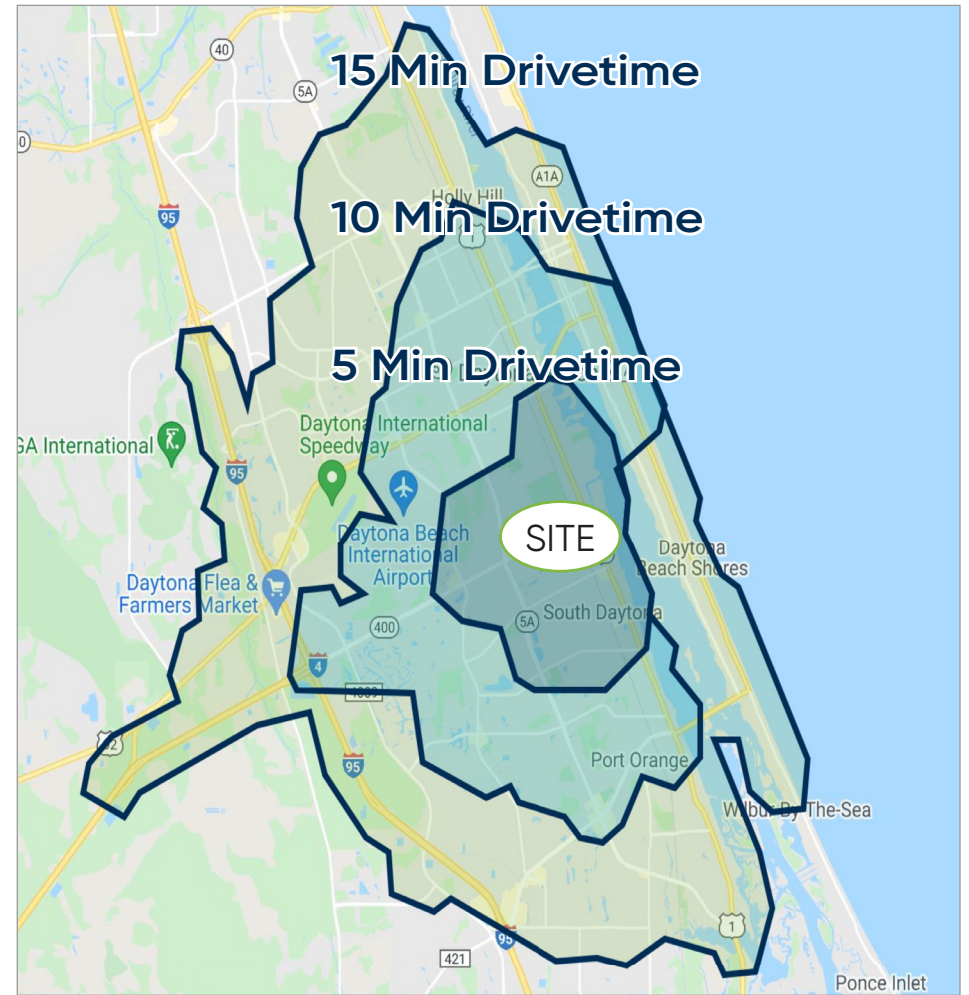 40
15 Min Drivetime
5A
A1A
Holly Hill
95
10 Min Drivetime
1
5 Min Drivetime
Daytona International
Speedway
GA International
95
SITE
Daytona Beach
International
Airport
Daytona
Beach Shores
Daytona Flea &
Farmers Market
5A
South Daytona
400
4
4009
92
95
Port Orange
Wilbur-By-The-Sea
1
95
421
Ponce Inlet